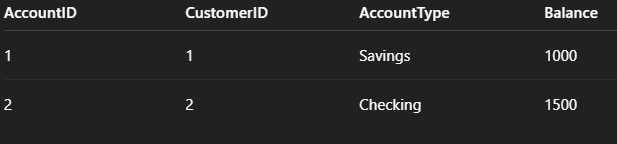 AccountID CustomerID AccountType Balance
1 1 Savings 1000
2 2 Checking 1500